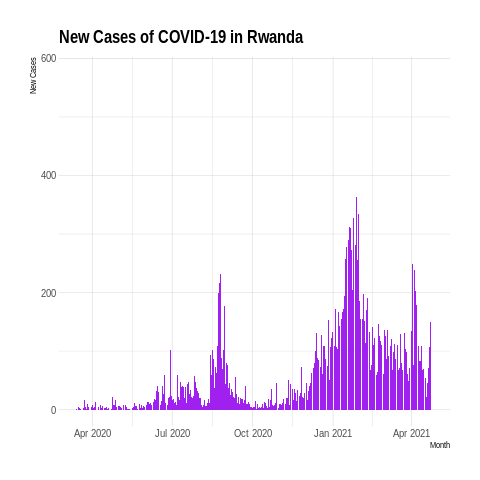 New Cases of COVID-19 in Rwanda
New Cases
600
400
200
0
Apr 2020 Jul 2020 Oct 2020 Jan 2021 Apr 2021
Month